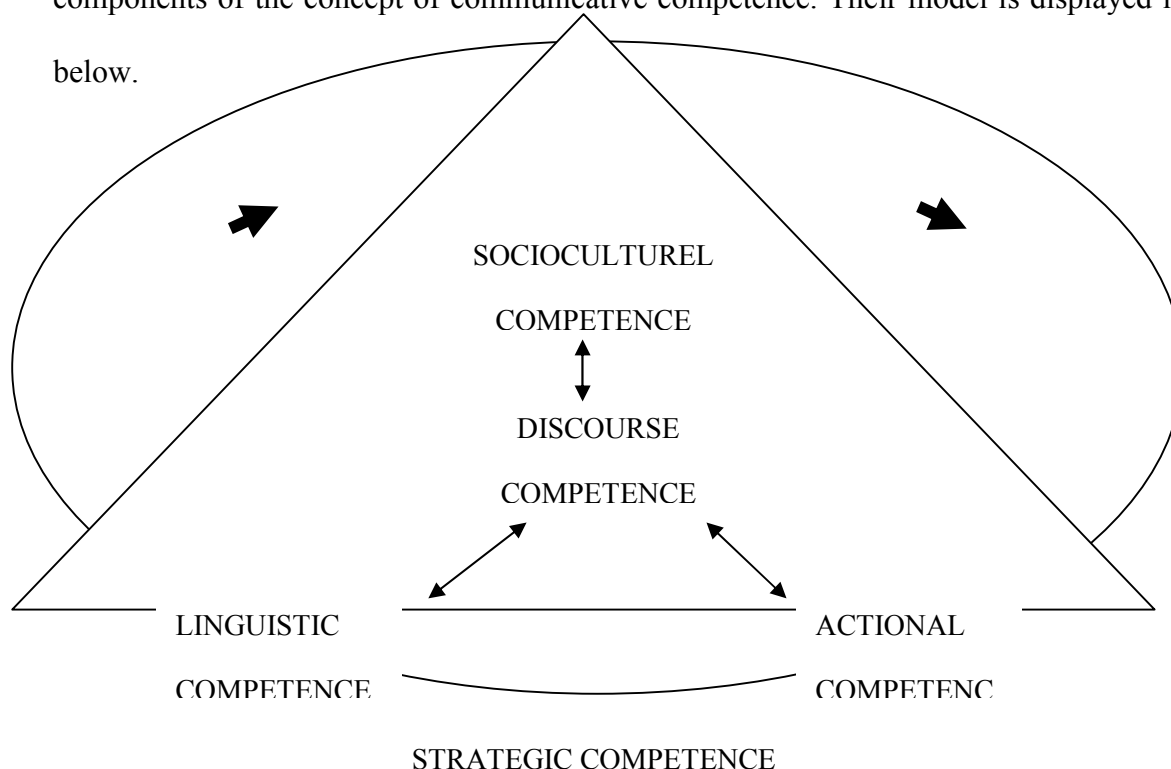 components of the concept of communicative competence. Their model is displayed
below.
SOCIOCULTUREL
COMPETENCE
DISCOURSE
COMPETENCE
LINGUISTIC
COMPETENCE
ACTIONAL
COMPETENC
STRATEGIC COMPETENCE